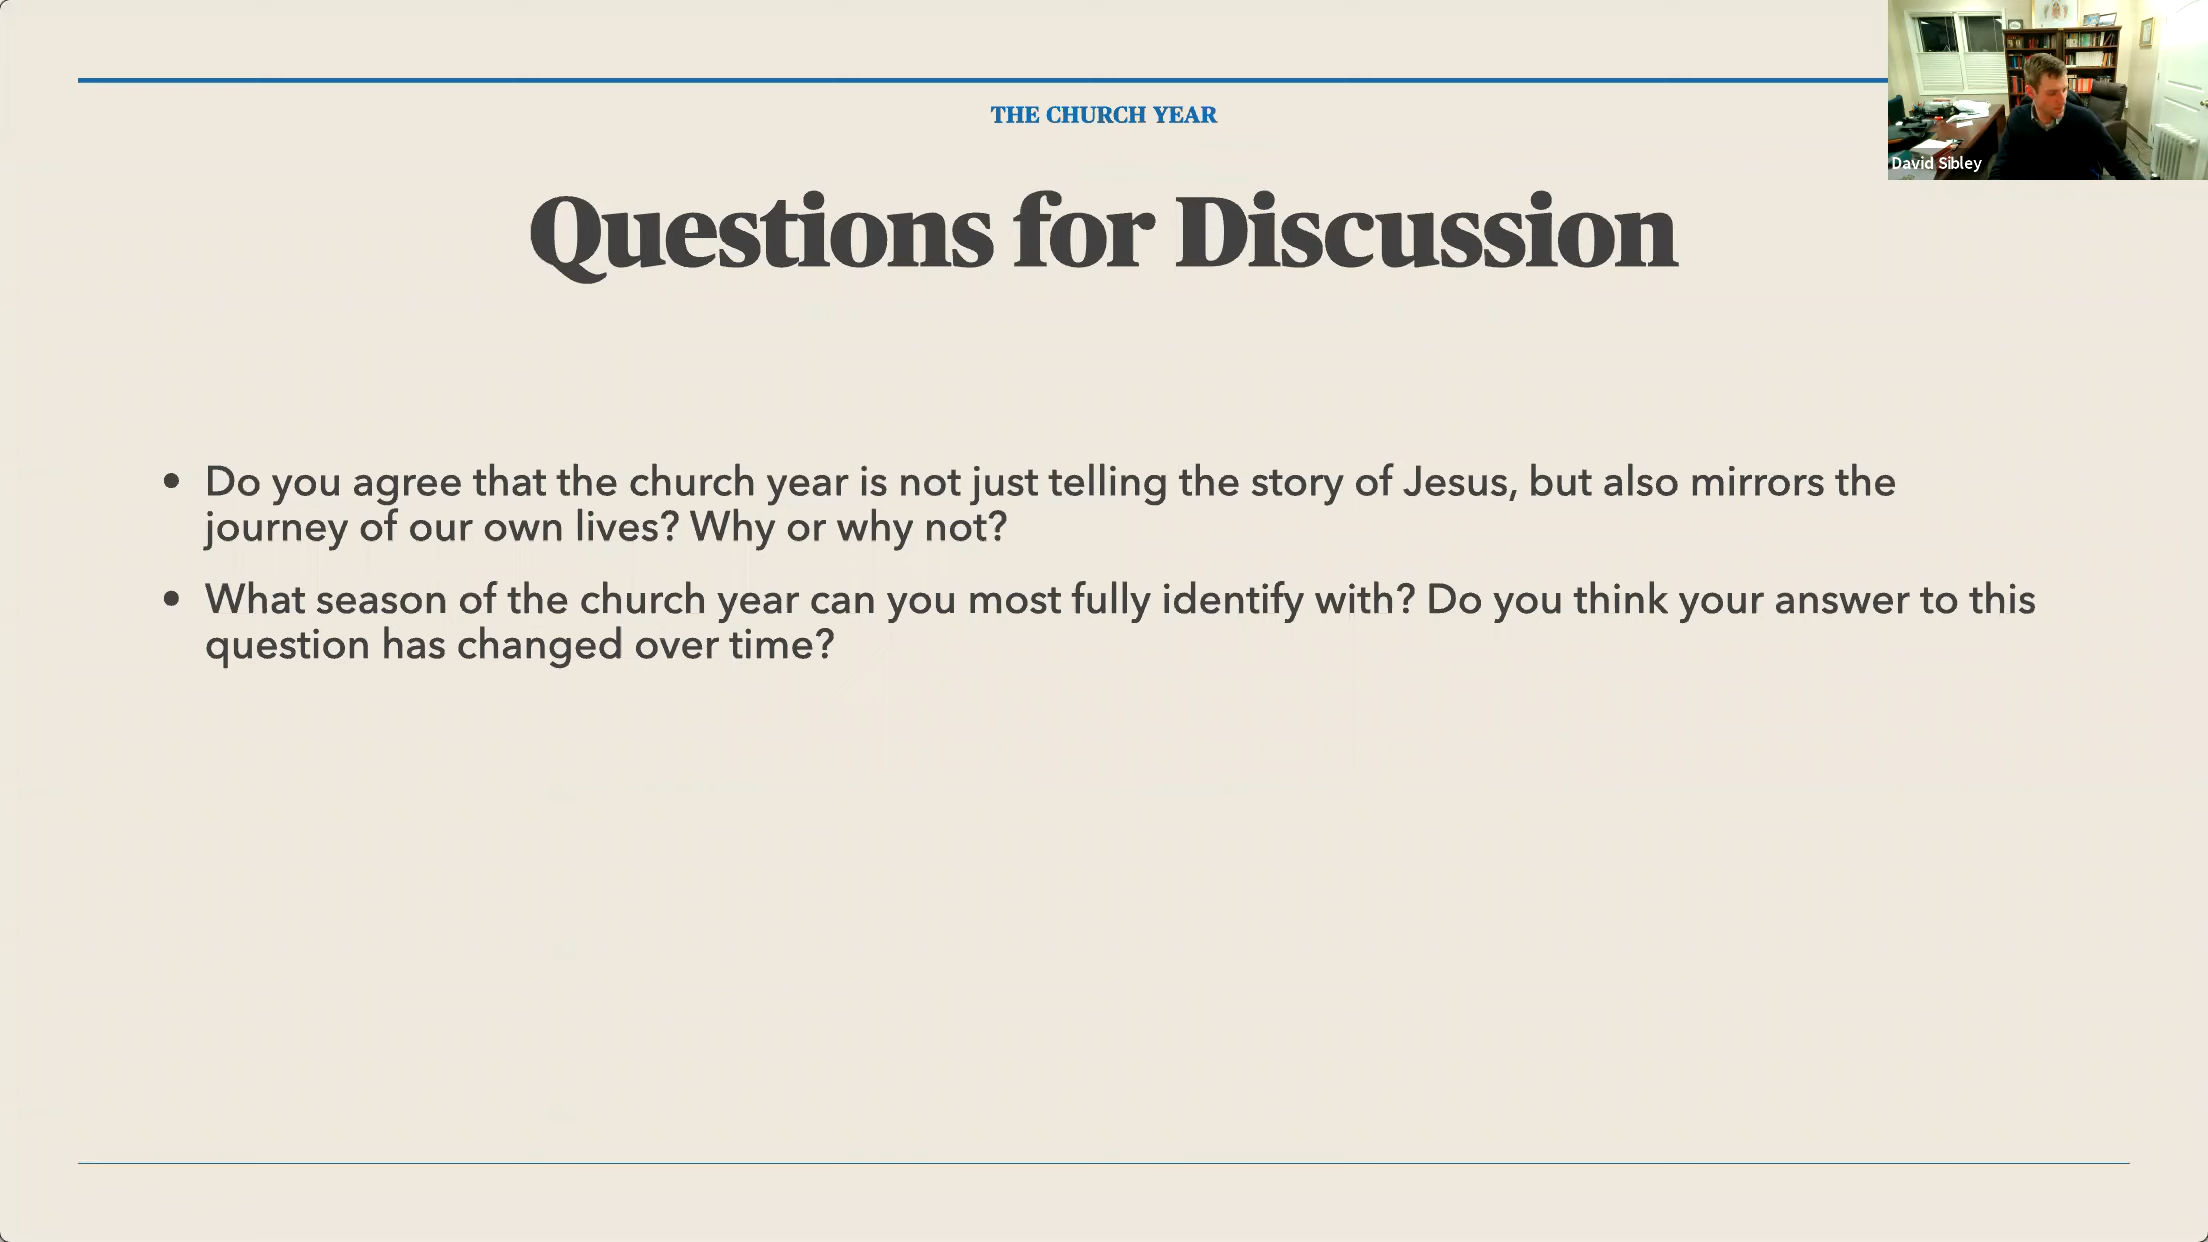 THE CHURCH YEAR
David Sibley
Questions for Discussion
• Do you agree that the church year is not just telling the story of Jesus, but also mirrors the
journey of our own lives? Why or why not?
• What season of the church year can you most fully identify with? Do you think your answer to this
question has changed over time?